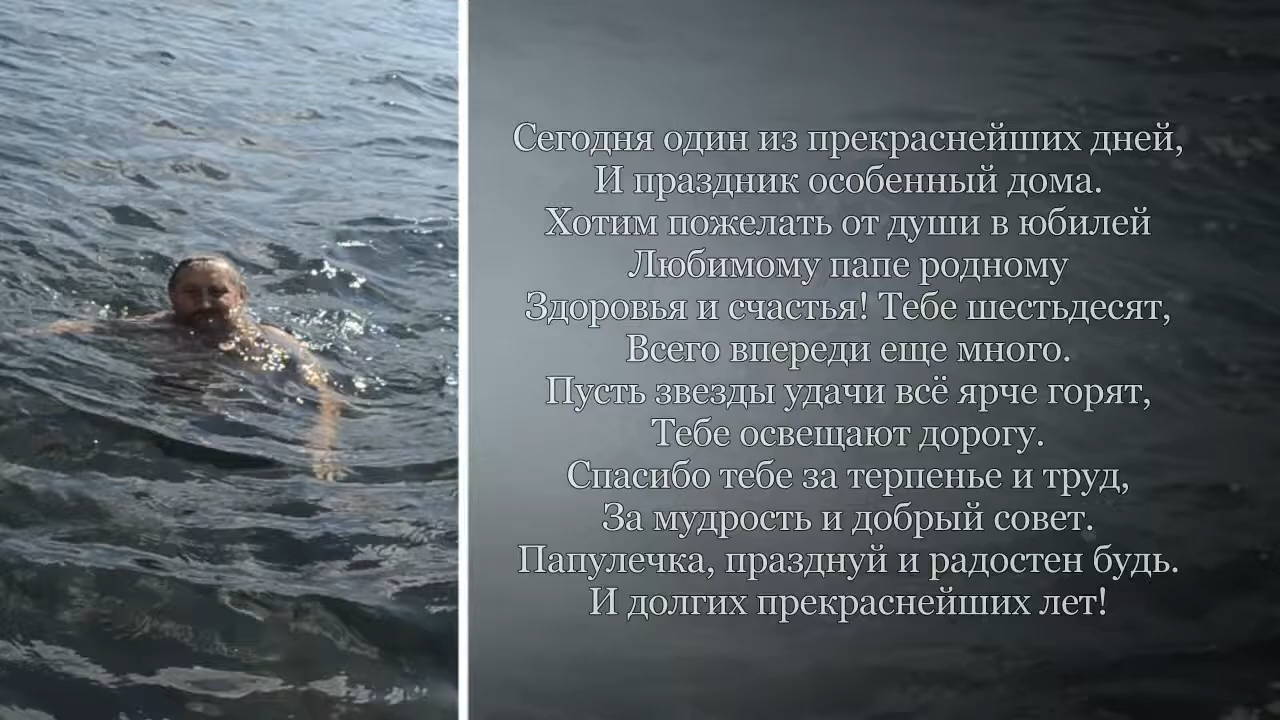 Сегодня один из прекраснейших дней,
И праздник особенный дома.
Хотим пожелать от души в юбилей
Любимому папе родному
Здоровья и счастья! Тебе шестьдесят,
Всего впереди еще много.
Пусть звезды удачи всё ярче горят,
Тебе освещают дорогу.
Спасибо тебе за терпенье и труд,
За мудрость и добрый совет.
Папулечка, празднуй и радостен будь.
И долгих прекраснейших лет!